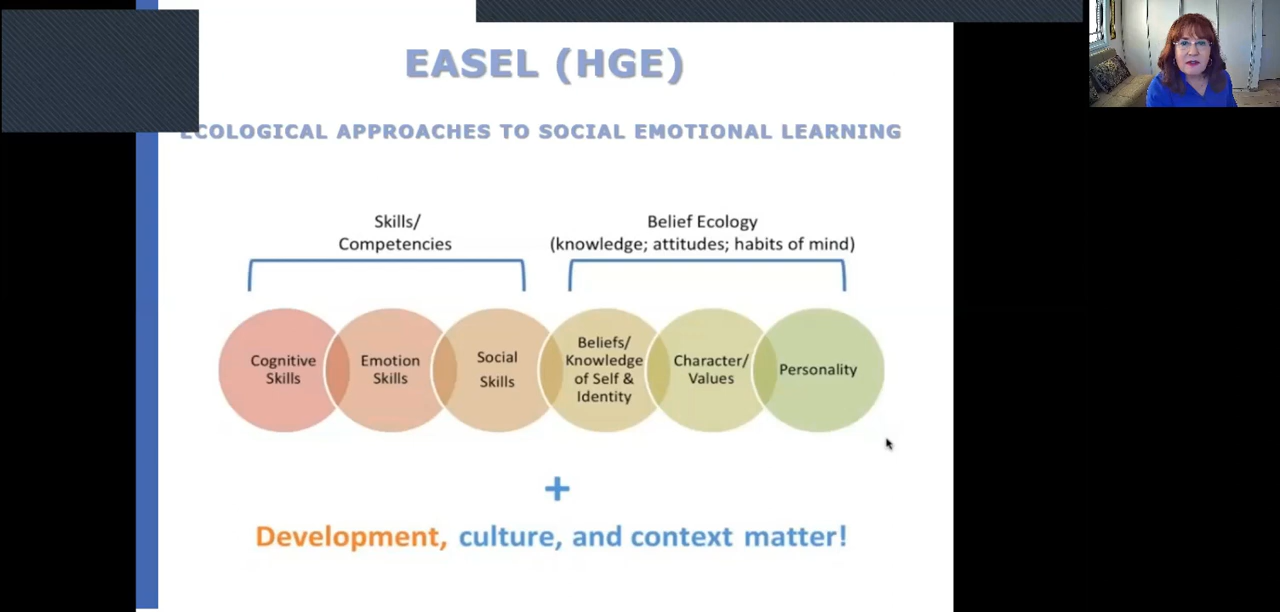 EASEL (HGE)
ECOLOGICAL APPROACHES TO SOCIAL EMOTIONAL LEARNING
Skills/
Competencies
Belief Ecology
(knowledge; attitudes; habits of mind)
Cognitive
Skills
Emotion
Skills
Social
Skills
Beliefs/
Knowledge
of Self &
Identity
Character/
Values
Personality
+
Development, culture, and context matter!